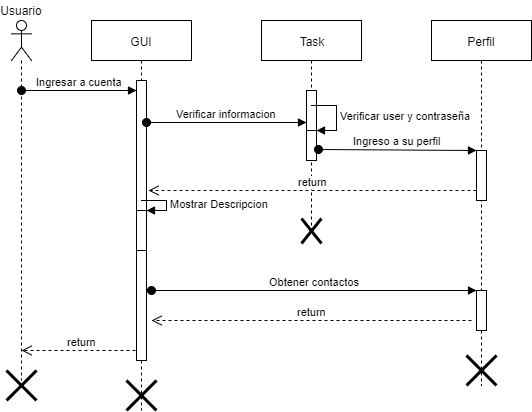 Usuario
GUI
Task
Perfil
Ingresar a cuenta
Verificar informacion
Verificar user y contraseña
Ingreso a su perfil
return
Mostrar Descripcion
Obtener contactos
return
return